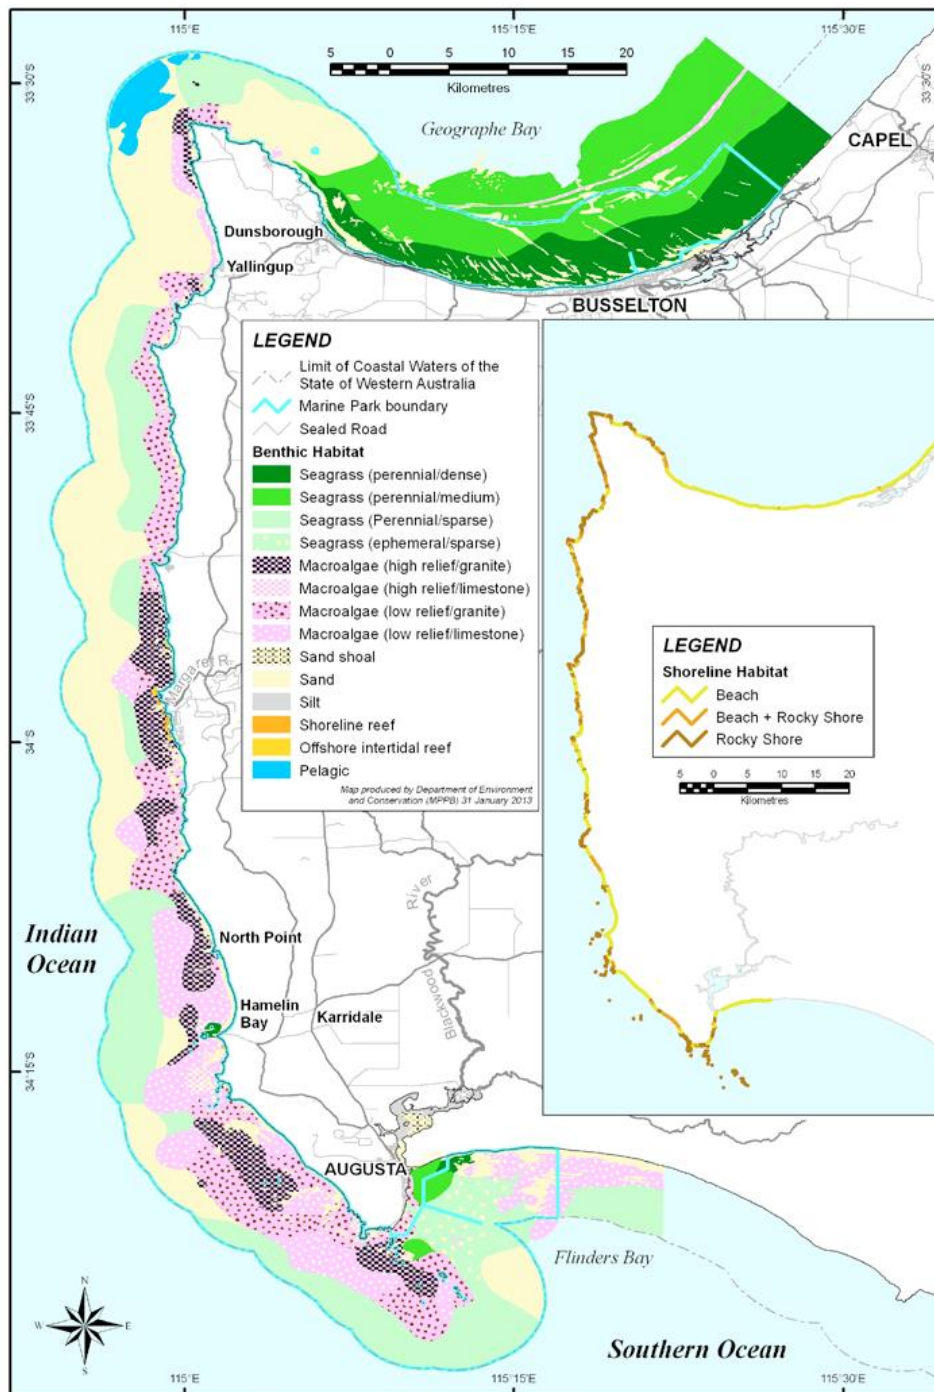 115°E
115°15'E
115°30'E
5 0 5 10 15 20
Kilometres
33°30'S
33°30'S
Geographe Bay
CAPEL
Dunsborough
Yallingup
BUSSELTON
LEGEND
Limit of Coastal Waters of the
State of Western Australia
Marine Park boundary
Sealed Road
Benthic Habitat
Seagrass (perennial/dense)
Seagrass (perennial/medium)
Seagrass (Perennial/sparse)
Seagrass (ephemeral/sparse)
Macroalgae (high relief/granite)
Macroalgae (high relief/limestone)
Macroalgae (low relief/granite)
Macroalgae (low relief/limestone)
Sand shoal
Sand
Silt
Shoreline reef
Offshore intertidal reef
Pelagic
Map produced by Department of Environment
and Conservation (MPPB) 31 January 2013
LEGEND
Shoreline Habitat
Beach
Beach + Rocky Shore
Rocky Shore
5 0 5 10 15 20
Kilometres
33°45'S
Margaret R.
34°S
Indian
Ocean
North Point
Hamelin
Bay
Karridale
Blackwood
River
34°15'S
AUGUSTA
Flinders Bay
Southern Ocean
N
W
E
S
115°E
115°15'E
115°30'E